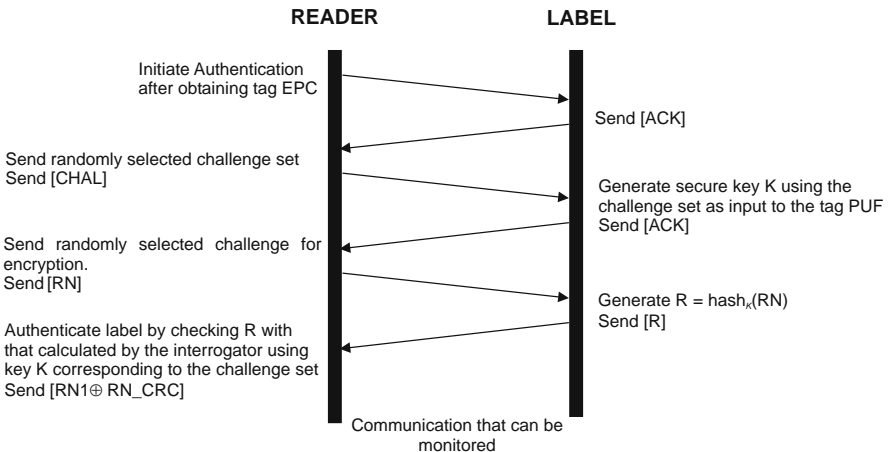 READER
LABEL
Initiate Authentication
after obtaining tag EPC
Send [ACK]
Send randomly selected challenge set
Send [CHAL]
Generate secure key K using the
challenge set as input to the tag PUF
Send [ACK]
Send randomly selected challenge for
encryption.
Send [RN]
Generate R = hashκ(RN)
Send [R]
Authenticate label by checking R with
that calculated by the interrogator using
key K corresponding to the challenge set
Send [RN1⊕ RN_CRC]
Communication that can be
monitored